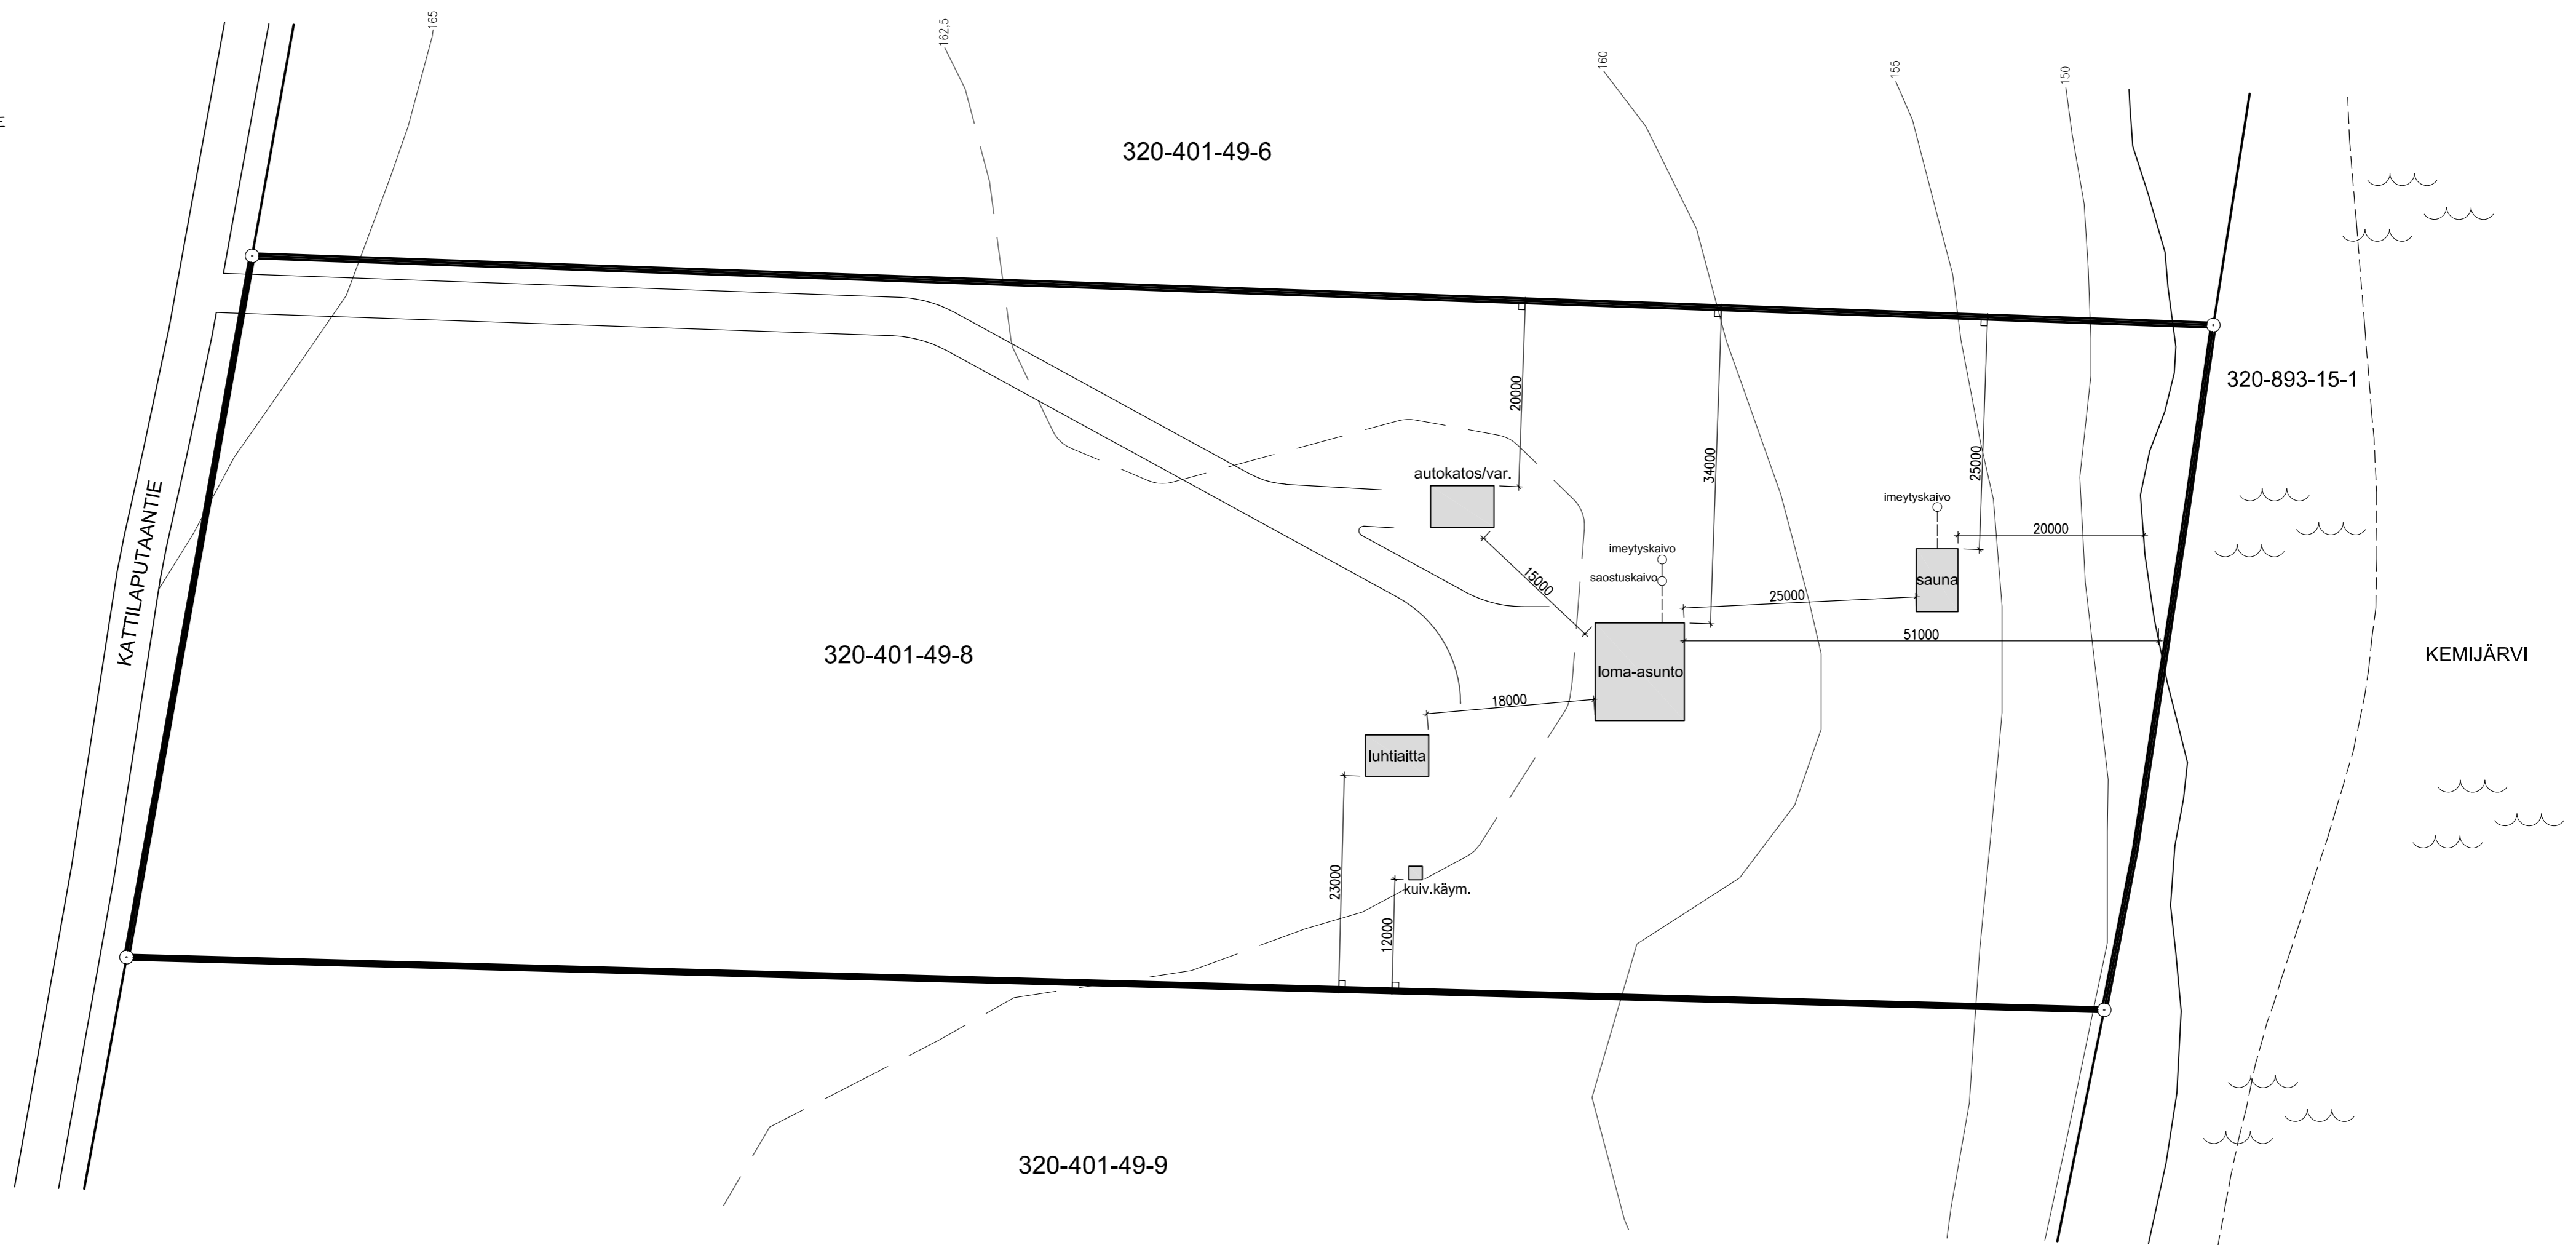 165
162,5
160
155
150
E
320-401-49-6
320-893-15-1
20000
34000
25000
autokatos/var.
imeytyskaivo
20000
KATTILAPUTAANTIE
imeytyskaivo
saostuskaivo
15000
sauna
25000
51000
320-401-49-8
KEMIJÄRVI
loma-asunto
18000
luhtiaitta
23000
kuiv.käym.
12000
320-401-49-9